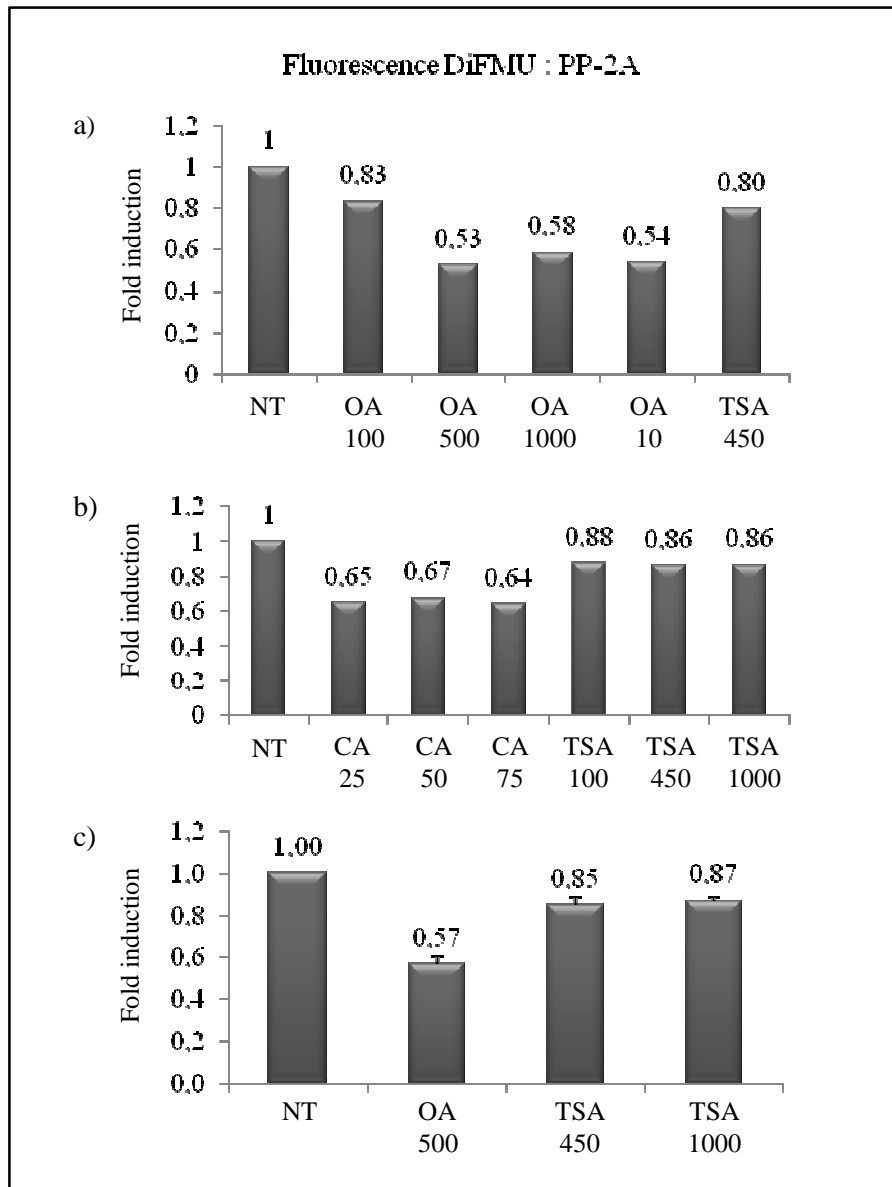 Fluorescence DiFMU : PP-2A
a)
Fold induction
1.2
1
0.8
0.6
0.4
0.2
0
1
0.83
0.53
0.58
0.54
0.80
NT OA OA OA OA TSA
100 500 1000 10 450
b)
Fold induction
1.2
1
0.8
0.6
0.4
0.2
0
1
0.65
0.67
0.64
0.88
0.86
0.86
NT CA CA CA TSA TSA TSA
25 50 75 100 450 1000
c)
Fold induction
1.2
1.0
0.8
0.6
0.4
0.2
0.0
1.00
0.57
0.85
0.87
NT OA TSA TSA
500 450 1000